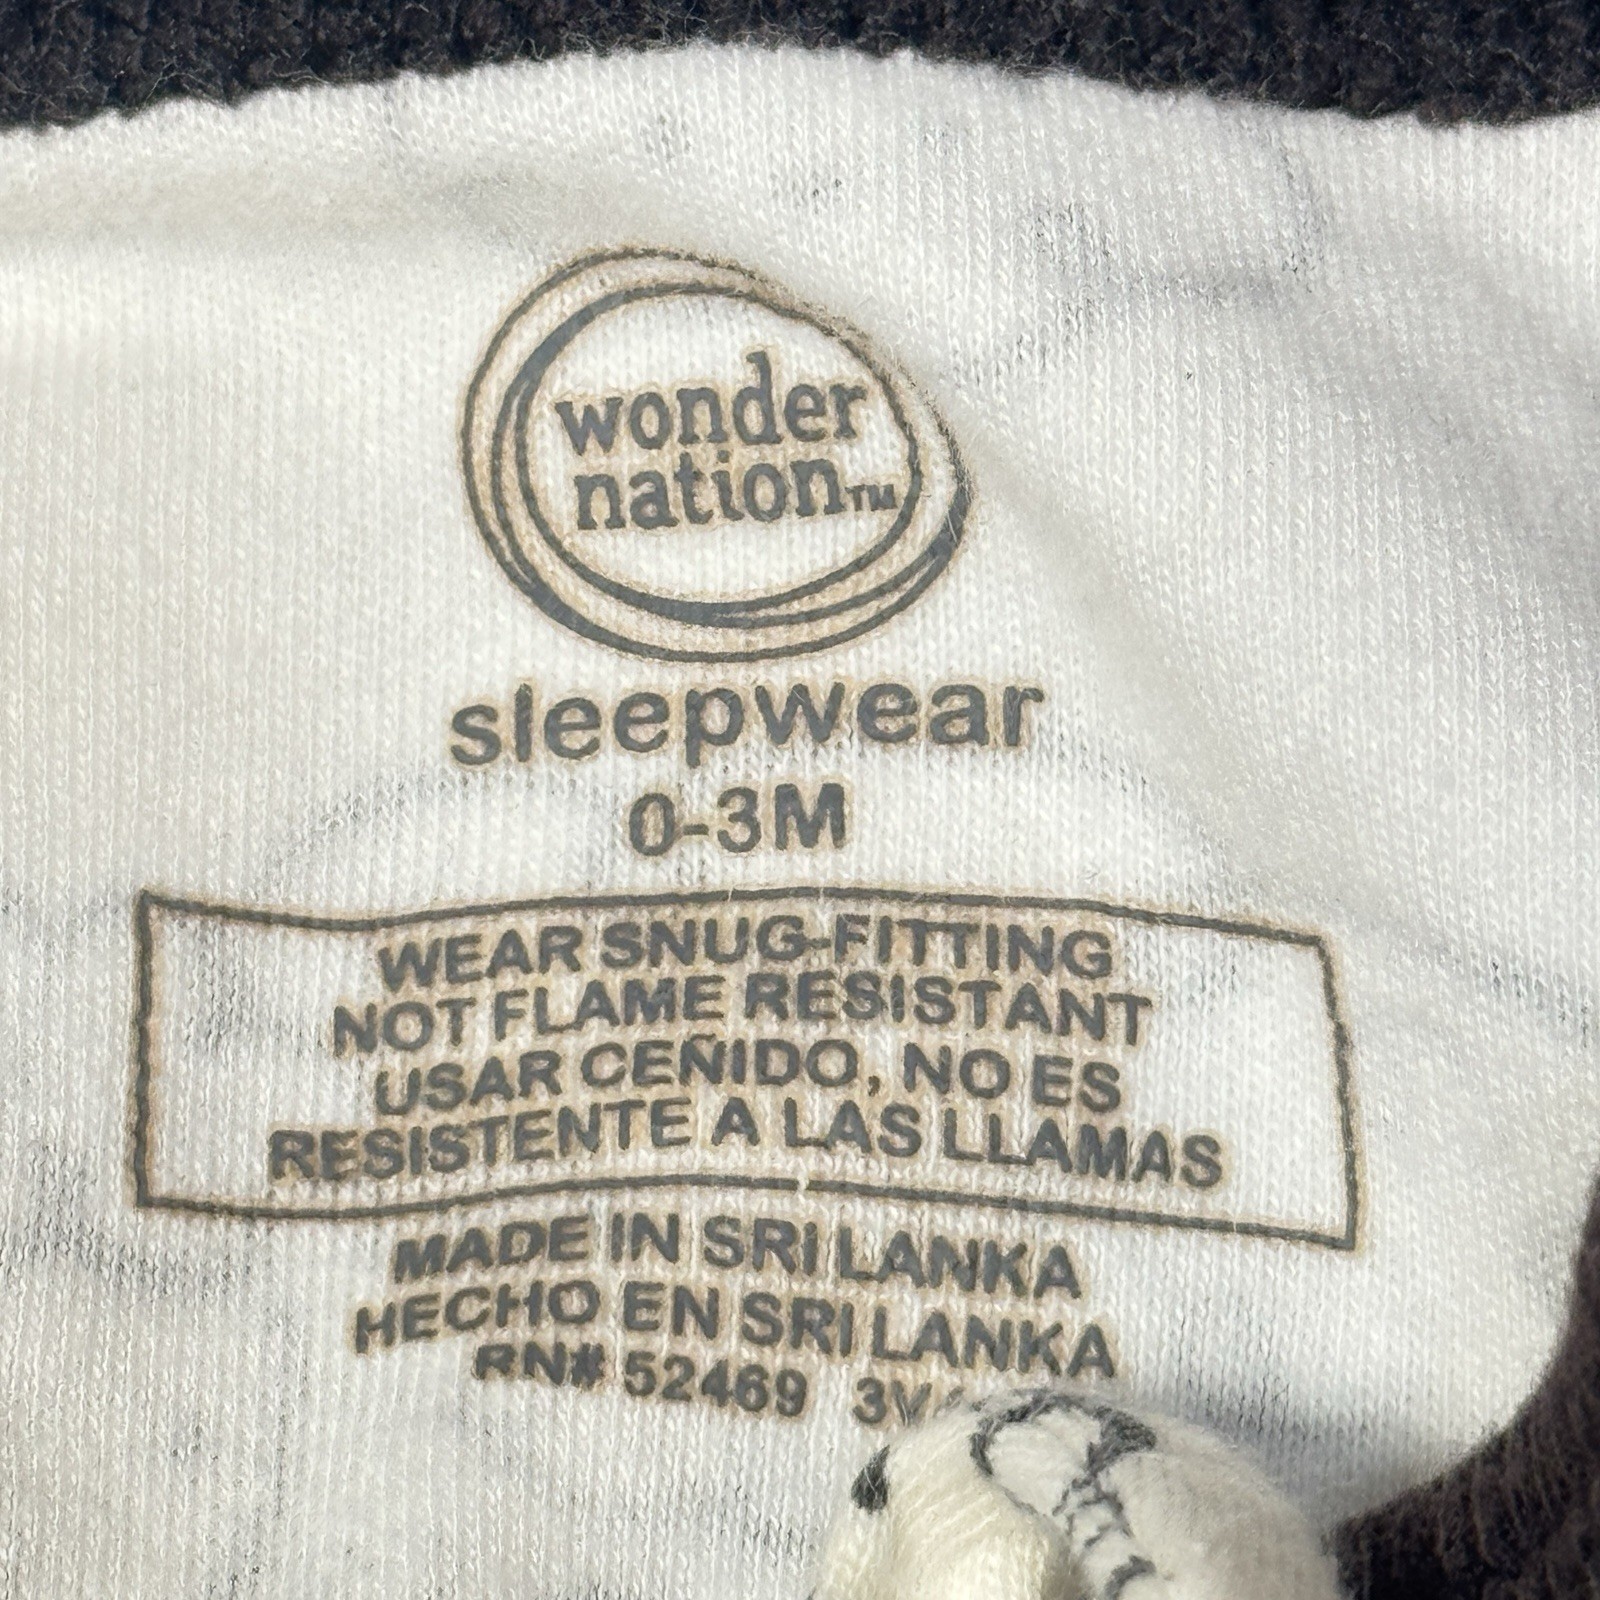 wonder
nation™
sleepwear
0-3M
WEAR SNUG-FITTING
NOT FLAME RESISTANT
USAR CEÑIDO, NO ES
RESISTENTE A LAS LLAMAS
MADE IN SRI LANKA
HECHO EN SRI LANKA
RN# 52469